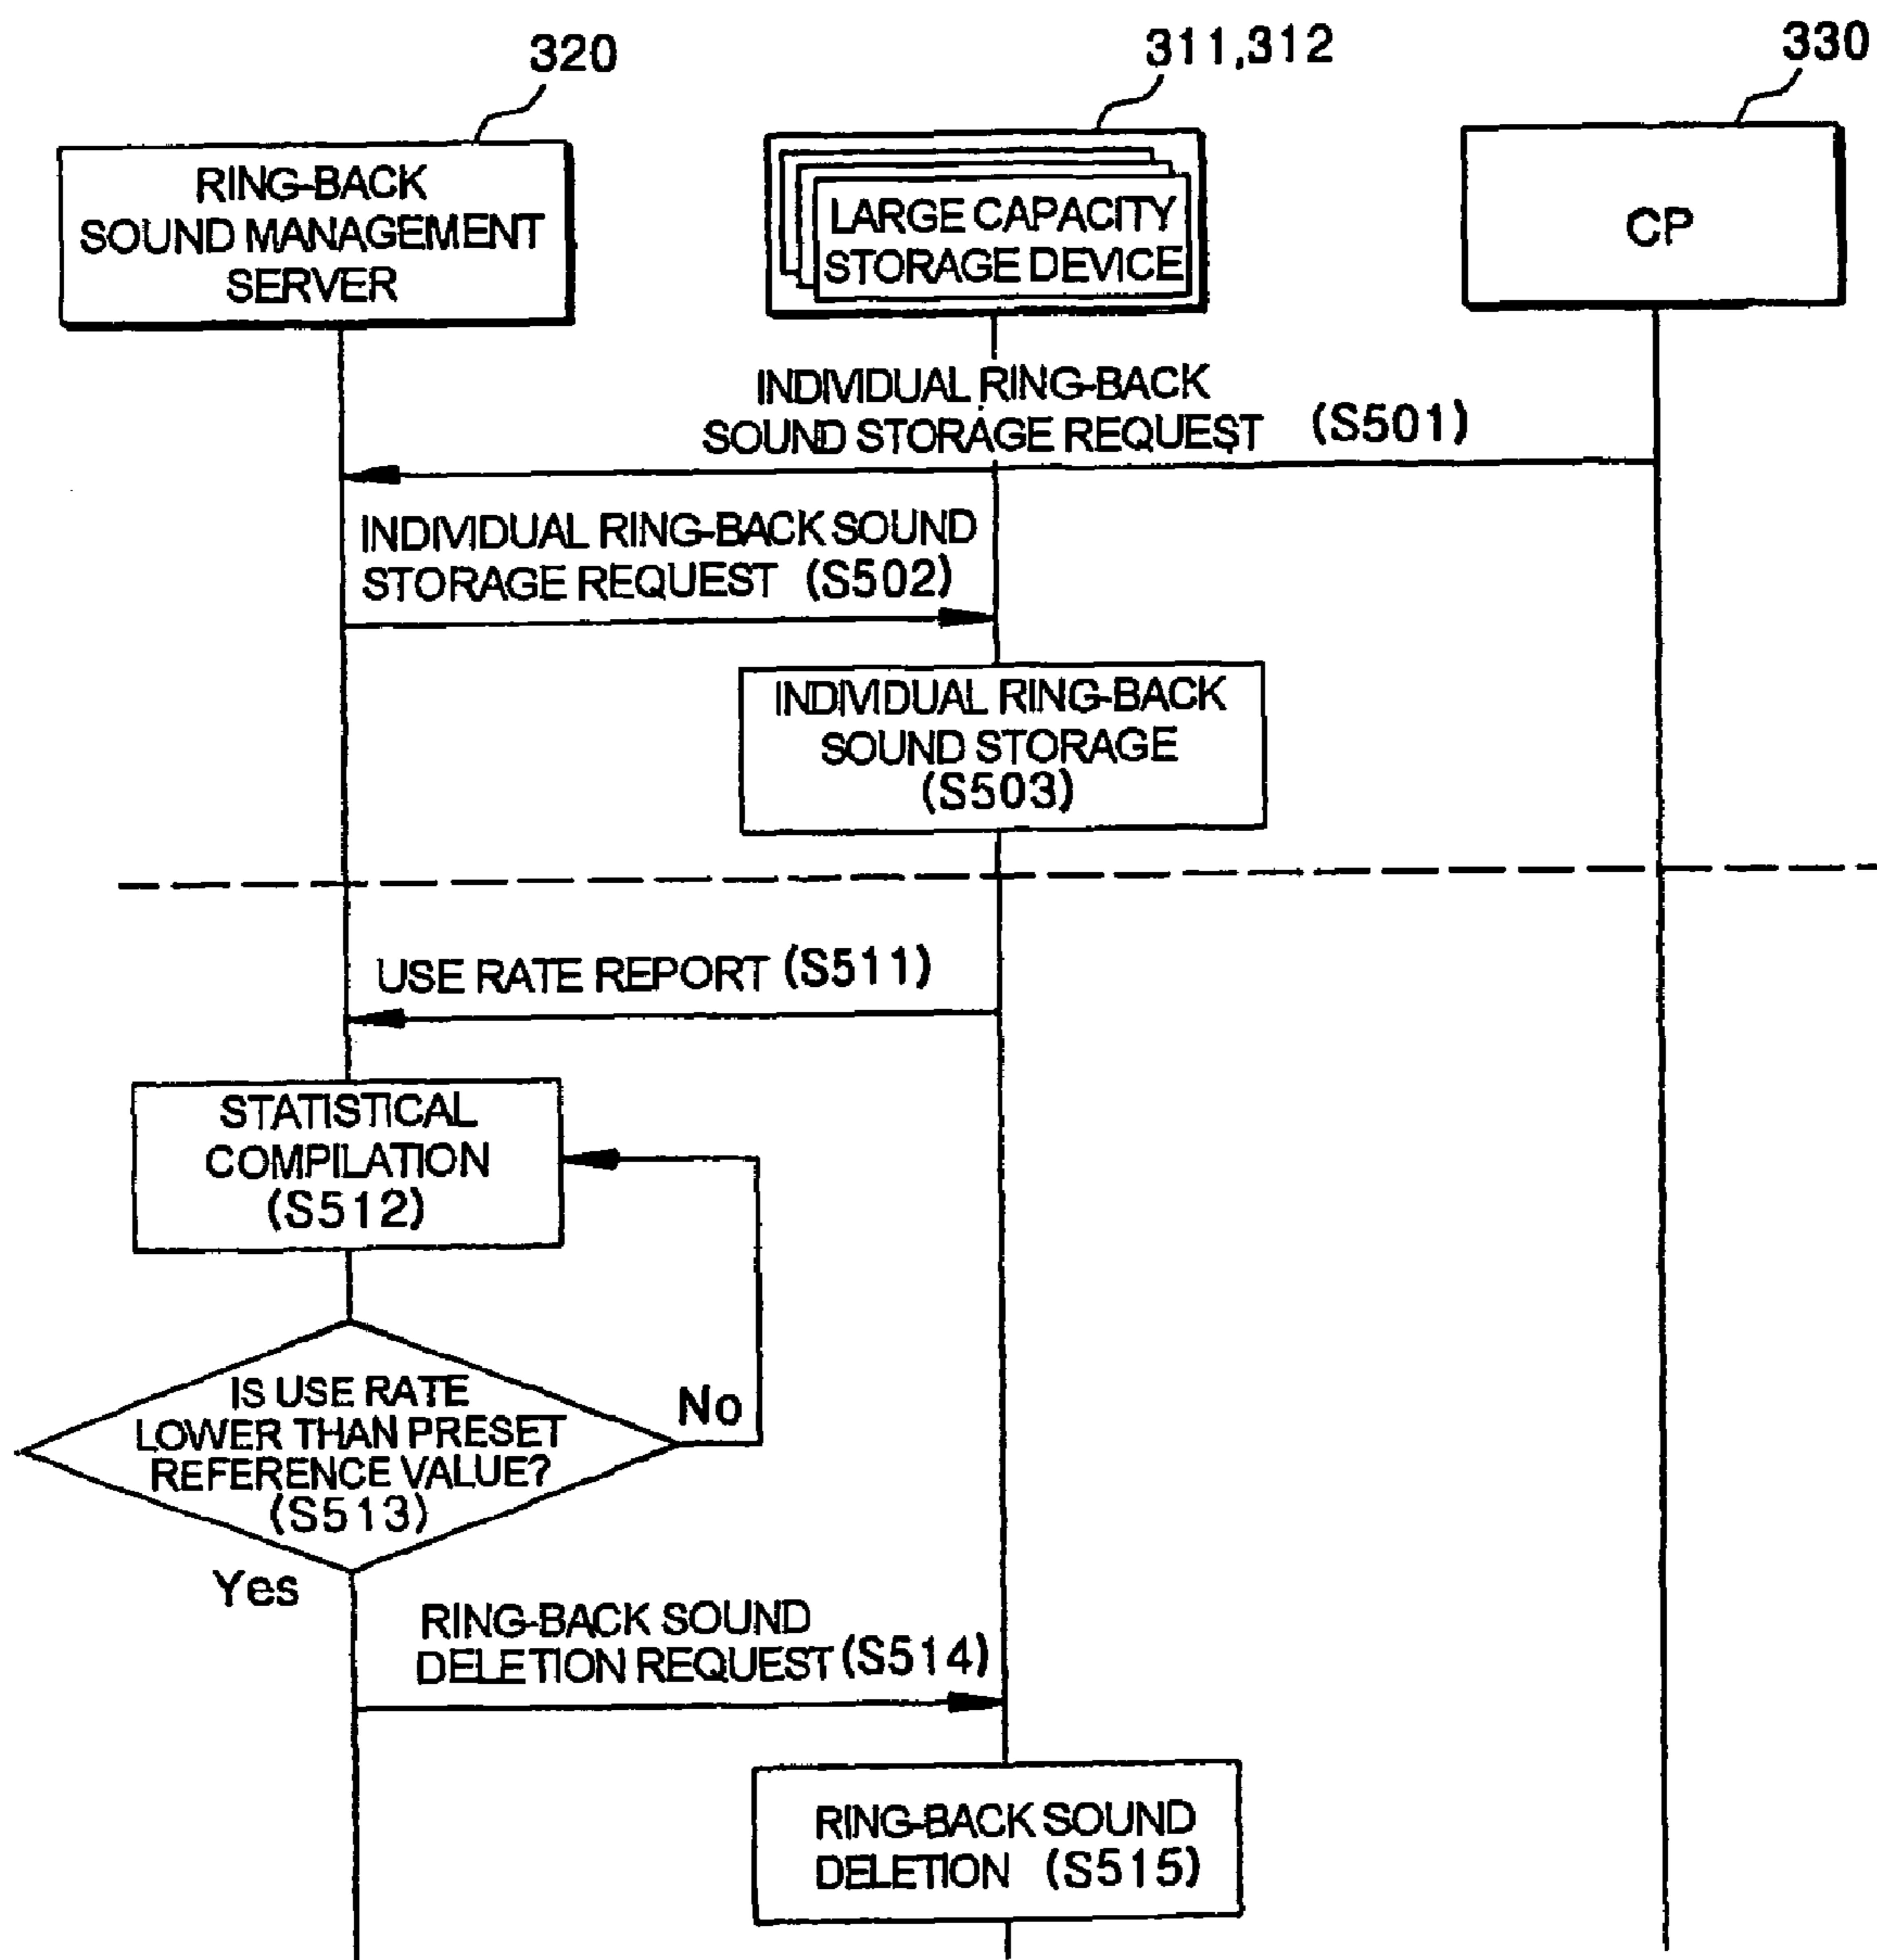 320
311,312
330
RING-BACK
SOUND MANAGEMENT
SERVER
LARGE CAPACITY
STORAGE DEVICE
CP
INDIVIDUAL RING-BACK
SOUND STORAGE REQUEST (S501)
INDIVIDUAL RING-BACK SOUND
STORAGE REQUEST (S502)
INDIVIDUAL RING-BACK
SOUND STORAGE
(S503)
USE RATE REPORT (S511)
STATISTICAL
COMPILATION
(S512)
IS USE RATE
LOWER THAN PRESET
REFERENCE VALUE?
(S513)
No
Yes
RING-BACK SOUND
DELETION REQUEST (S514)
RING-BACK SOUND
DELETION (S515)